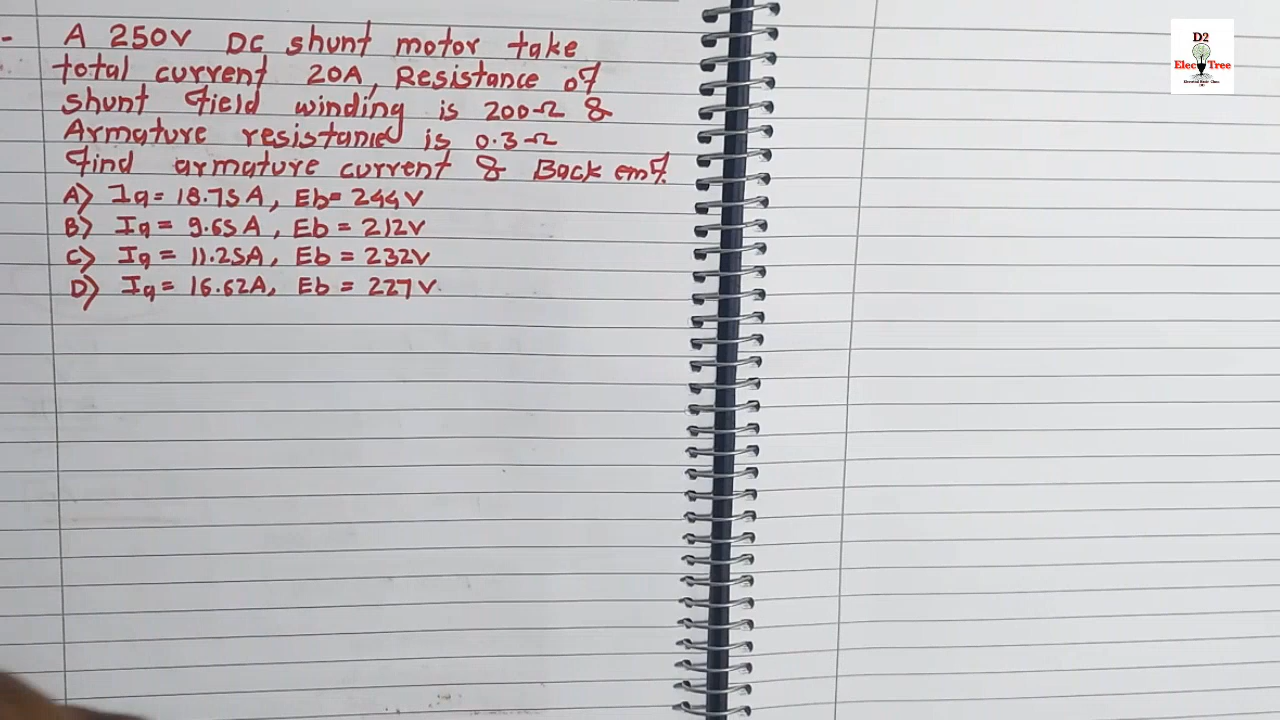 A 250V DC shunt motor take
total current 20A, Resistance of
shunt field winding is 200Ω &
Armature resistance is 0.3Ω
find armature current & Back emf.
A) Ia = 18.75A, Eb = 244V
B) Ia = 9.65A, Eb = 212V
C) Ia = 11.25A, Eb = 232V
D) Ia = 16.62A, Eb = 227V.
D2
Elec Tree